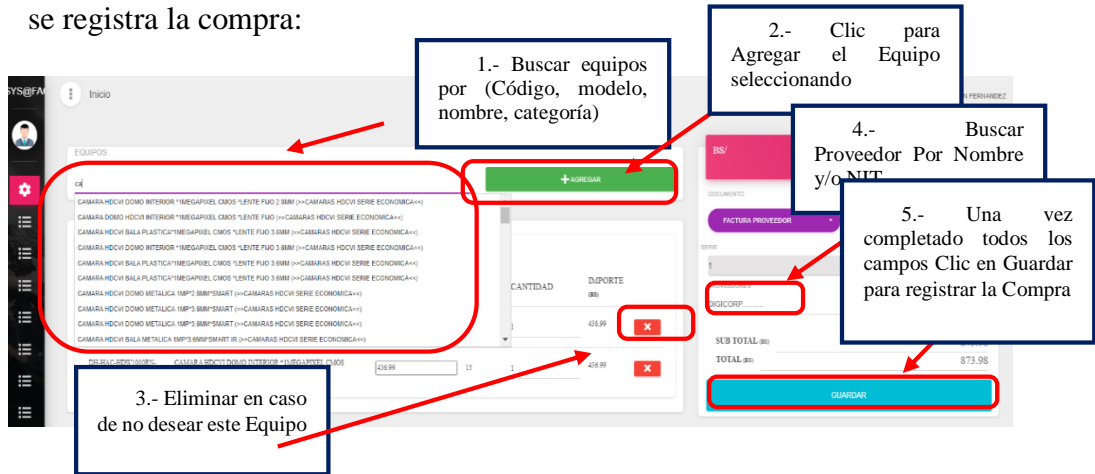 se registra la compra:
1.- Buscar equipos
por (Código, modelo,
nombre, categoría)
2.- Clic para
Agregar el Equipo
seleccionando
4.- Buscar
Proveedor Por Nombre
y/o NIT
5.- Una vez
completado todos los
campos Clic en Guardar
para registrar la Compra
3.- Eliminar en caso
de no desear este Equipo
SYS@FA
Inicio
N FERNANDEZ
EQUIPOS:
ca
+AGREGAR
CAMARA HDCVI DOMO INTERIOR *1MEGAPIXEL CMOS *LENTE FIJO 2.8MM (>>CAMARAS HDCVI SERIE ECONOMICA<<)
CAMARA DOMO HDCVI INTERIOR *1MEGAPIXEL CMOS *LENTE FIJO (>>CAMARAS HDCVI SERIE ECONOMICA<<)
CAMARA HDCVI BALA PLASTICA*1MEGAPIXEL CMOS *LENTE FIJO 3.6MM (>>CAMARAS HDCVI SERIE ECONOMICA<<)
CAMARA HDCVI DOMO INTERIOR *1MEGAPIXEL CMOS *LENTE FIJO 3.6MM (>>CAMARAS HDCVI SERIE ECONOMICA<<)
CAMARA HDCVI BALA PLASTICA*1MEGAPIXEL CMOS *LENTE FIJO 3.6MM (>>CAMARAS HDCVI SERIE ECONOMICA<<)
CAMARA HDCVI BALA PLASTICA*1MEGAPIXEL CMOS *LENTE FIJO 3.6MM (>>CAMARAS HDCVI SERIE ECONOMICA<<)
CAMARA HDCVI DOMO METALICA 1MP*2.8MM*SMART (>>CAMARAS HDCVI SERIE ECONOMICA<<)
CAMARA HDCVI DOMO METALICA 1MP*3.6MM*SMART (>>CAMARAS HDCVI SERIE ECONOMICA<<)
CAMARA HDCVI DOMO METALICA 1MP*3.6MM*SMART (>>CAMARAS HDCVI SERIE ECONOMICA<<)
CAMARA HDCVI BALA METALICA 1MP*3.6MM*SMART IR (>>CAMARAS HDCVI SERIE ECONOMICA<<)
CANTIDAD IMPORTE
(BS)
1 436.99 x
CAMARA HDCVI DOMO INTERIOR *1MEGAPIXEL CMOS
436.99 15 1 436.99 x
BS/
DOCUMENTO
FACTURA PROVEEDOR
SERIE
1
PROVEEDORES
DIGICORP
SUB TOTAL (BS)
TOTAL (BS) 873.98
GUARDAR